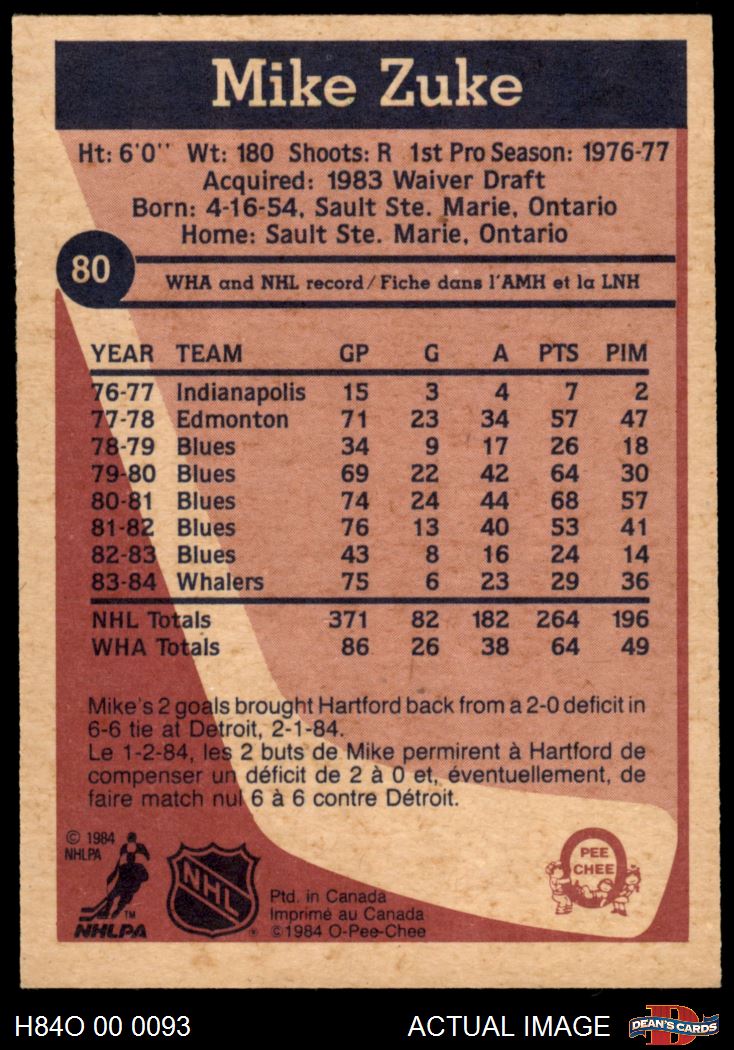 Mike Zuke
Ht: 6'0'' Wt: 180 Shoots: R 1st Pro Season: 1976-77
Acquired: 1983 Waiver Draft
Born: 4-16-54, Sault Ste. Marie, Ontario
Home: Sault Ste. Marie, Ontario
80
WHA and NHL record/Fiche dans l'AMH et la LNH
YEAR TEAM GP G A PTS PIM
76-77 Indianapolis 15 3 4 7 2
77-78 Edmonton 71 23 34 57 47
78-79 Blues 34 9 17 26 18
79-80 Blues 69 22 42 64 30
80-81 Blues 74 24 44 68 57
81-82 Blues 76 13 40 53 41
82-83 Blues 43 8 16 24 14
83-84 Whalers 75 6 23 29 36
NHL Totals 371 82 182 264 196
WHA Totals 86 26 38 64 49
Mike's 2 goals brought Hartford back from a 2-0 deficit in
6-6 tie at Detroit, 2-1-84.
Le 1-2-84, les 2 buts de Mike permirent à Hartford de
compenser un déficit de 2 à 0 et, éventuellement, de
faire match nul 6 à 6 contre Détroit.
© 1984
NHLPA
TM
NHLPA
NHL
®
Ptd. in Canada
Imprimé au Canada
©1984 O-Pee-Chee
O
PEE
CHEE
H84O 00 0093
ACTUAL IMAGE
D
DEAN'S CARDS